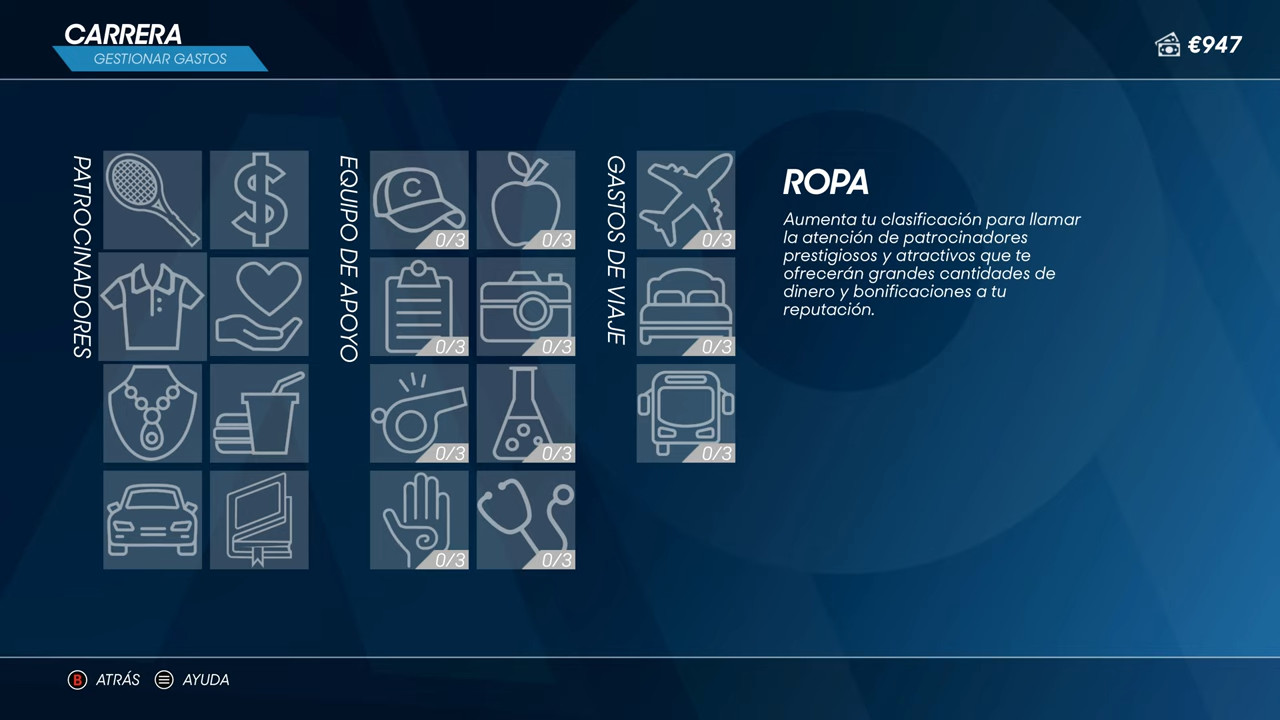 CARRERA
GESTIONAR GASTOS
€947
PATROCINADORES
EQUIPO DE APOYO
C
0/3
0/3
0/3
0/3
0/3
0/3
0/3
0/3
GASTOS DE VIAJE
0/3
0/3
0/3
ROPA
Aumenta tu clasificación para llamar
la atención de patrocinadores
prestigiosos y atractivos que te
ofrecerán grandes cantidades de
dinero y bonificaciones a tu
reputación.
B ATRÁS
AYUDA